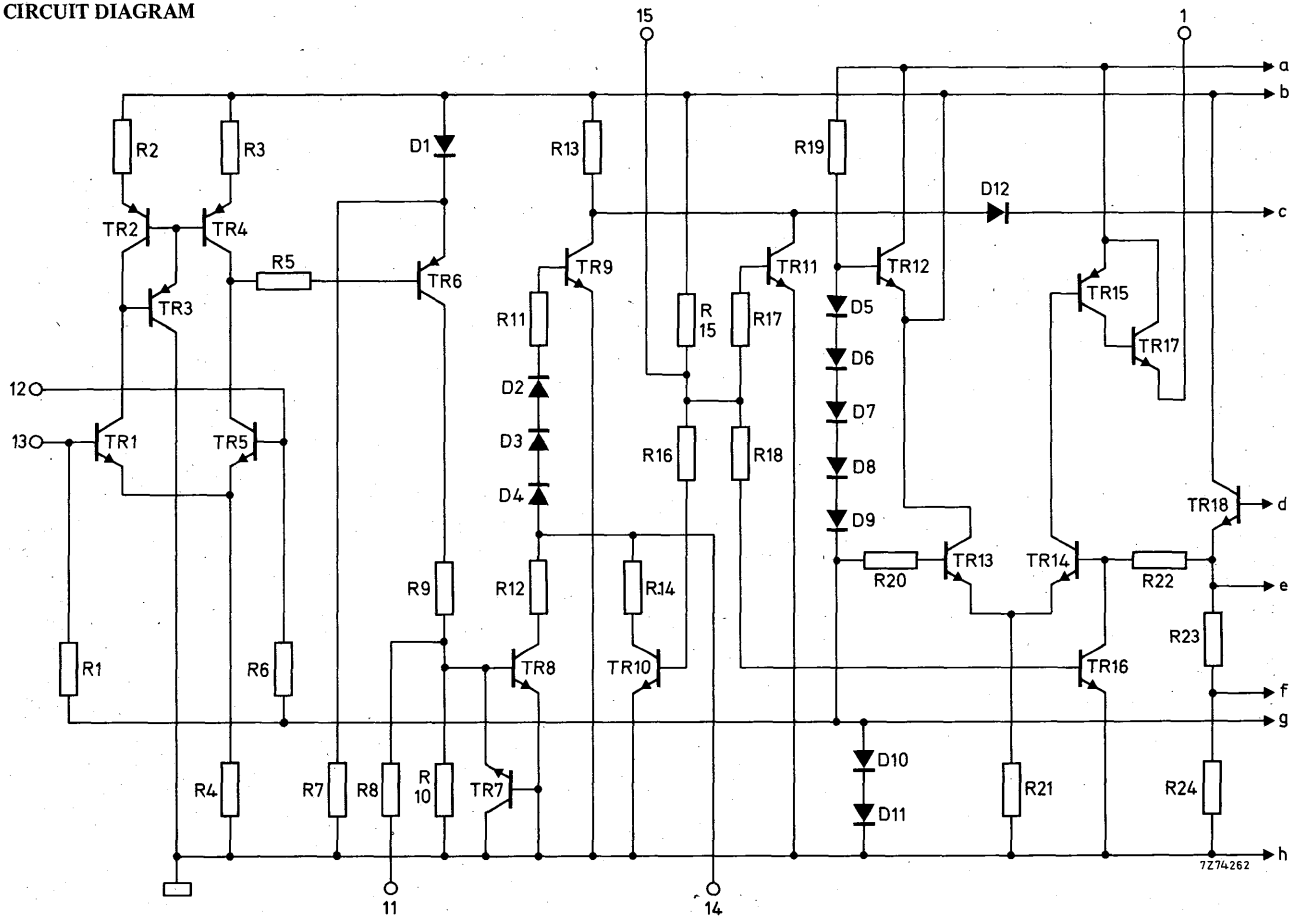 CIRCUIT DIAGRAM
15
1
a
b
R2
R3
D1
R13
R19
D12
c
TR2
TR4
R5
TR6
TR9
TR11
TR12
TR3
R11
R
15
R17
D5
TR15
D6
TR17
12
D2
D7
13
TR1
TR5
D3
R16
R18
D8
D4
D9
TR18
d
R9
R12
R14
R20
TR13
TR14
R22
e
R1
R6
TR8
TR10
TR16
R23
f
g
R4
R7
R8
R
10
TR7
D10
D11
R21
R24
h
7Z74262
11
14